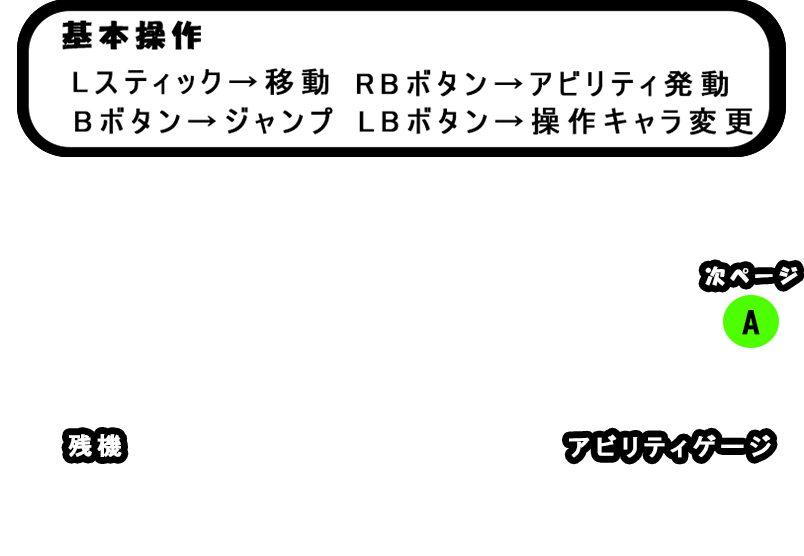 基本操作
Lスティック→移動 RBボタン→アビリティ発動
Bボタン→ジャンプ LBボタン→操作キャラ変更
次ページ
A
残機 アビリティゲージ